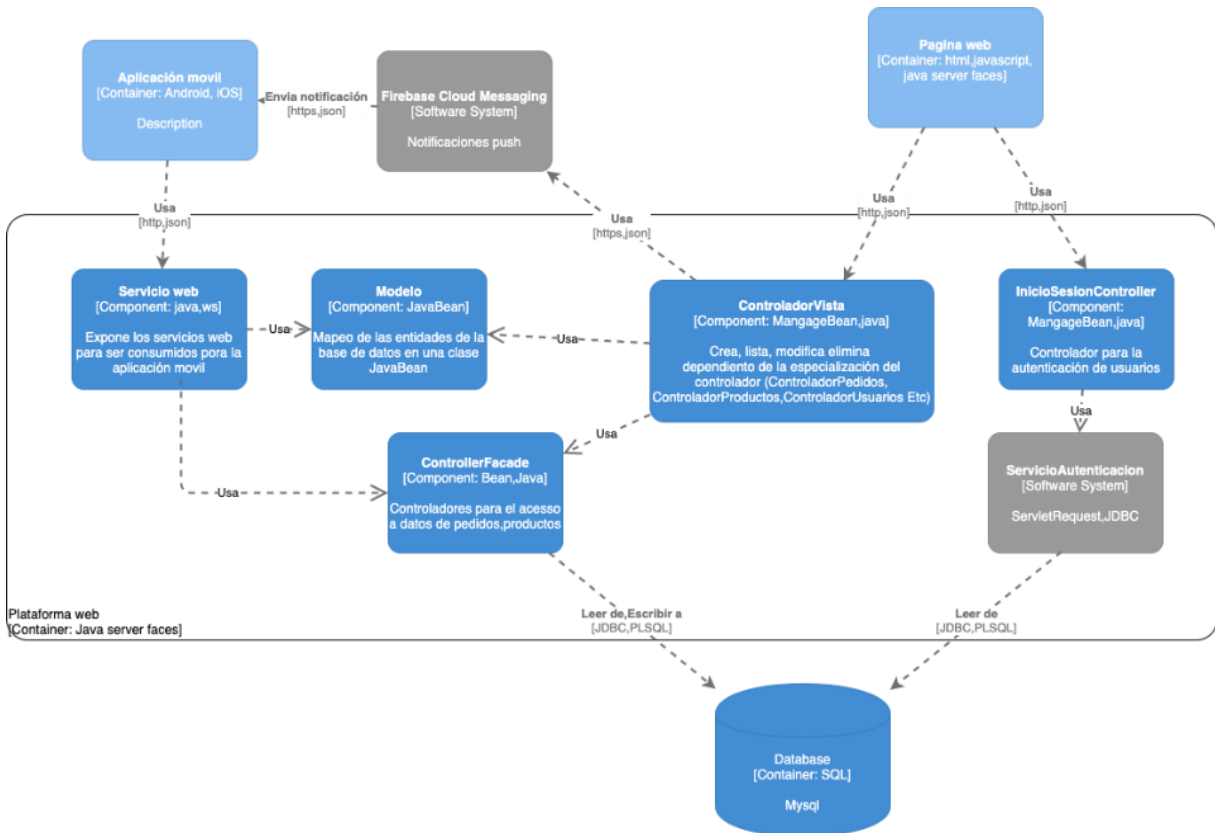 Aplicación movil
[Container: Android, iOS]
Description
Envia notificación
[https,json]
Firebase Cloud Messaging
[Software System]
Notificaciones push
Pagina web
[Container: html,javascript,
java server faces]
Usa
[http,json]
Usa
[https,json]
Usa
[http,json]
Usa
[http,json]
Servicio web
[Component: java,ws]
Expone los servicios web
para ser consumidos pora la
aplicación movil
Usa
Modelo
[Component: JavaBean]
Mapeo de las entidades de la
base de datos en una clase
JavaBean
Usa
ControladorVista
[Component: MangageBean,java]
Crea, lista, modifica elimina
dependiento de la especialización del
controlador (ControladorPedidos,
ControladorProductos,ControladorUsuarios Etc)
InicioSesionController
[Component:
MangageBean,java]
Controlador para la
autenticación de usuarios
Usa
Usa
Usa
ControllerFacade
[Component: Bean,Java]
Controladores para el acesso
a datos de pedidos,productos
ServicioAutenticacion
[Software System]
ServletRequest,JDBC
Plataforma web
[Container: Java server faces]
Leer de,Escribir a
[JDBC,PLSQL]
Leer de
[JDBC,PLSQL]
Database
[Container: SQL]
Mysql